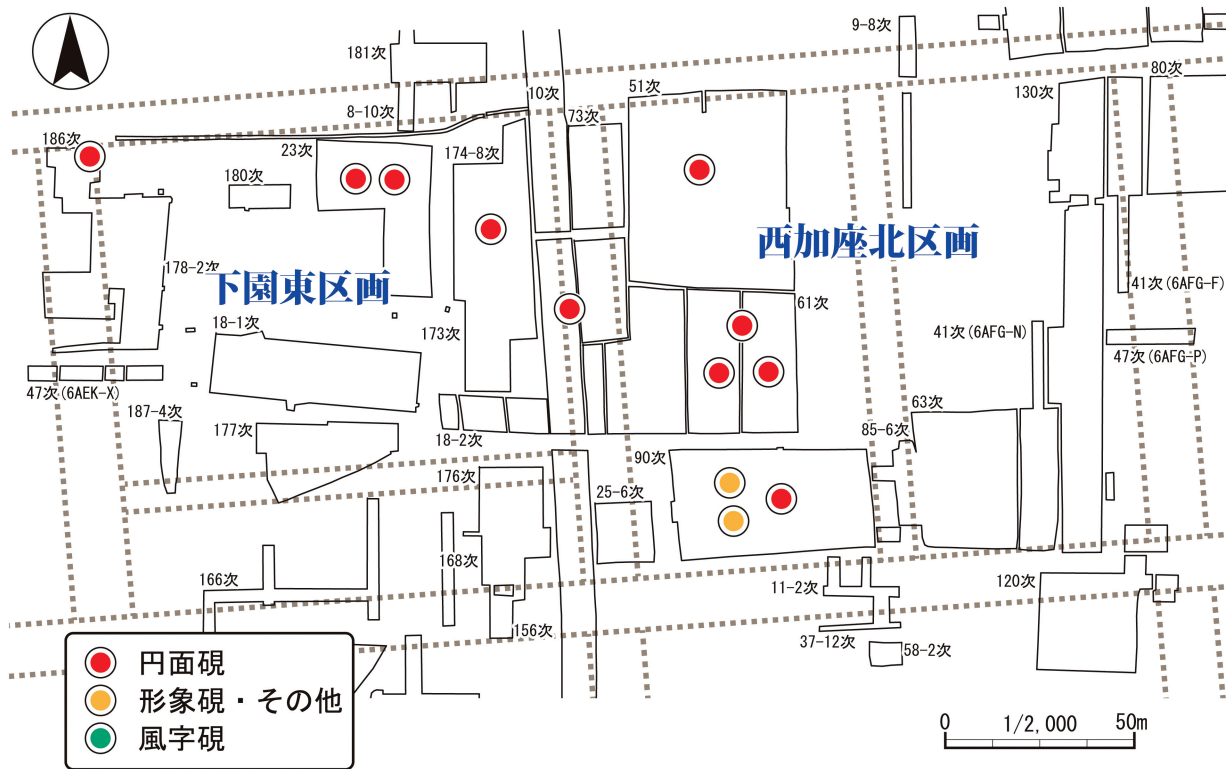 9-8次
181次
80次
10次
51次
130次
8-10次
73次
186次
23次
174-8次
180次
西加座北区画
178-2次
下園東区画
41次(6AFG-F)
61次
18-1次
173次
41次(6AFG-N)
47次(6AFG-P)
47次(6AEK-X)
187-4次
63次
177次
18-2次
85-6次
90次
176次
25-6次
168次
166次
11-2次
120次
156次
37-12次
58-2次
円面硯
形象硯・その他
風字硯
0 1/2,000 50m